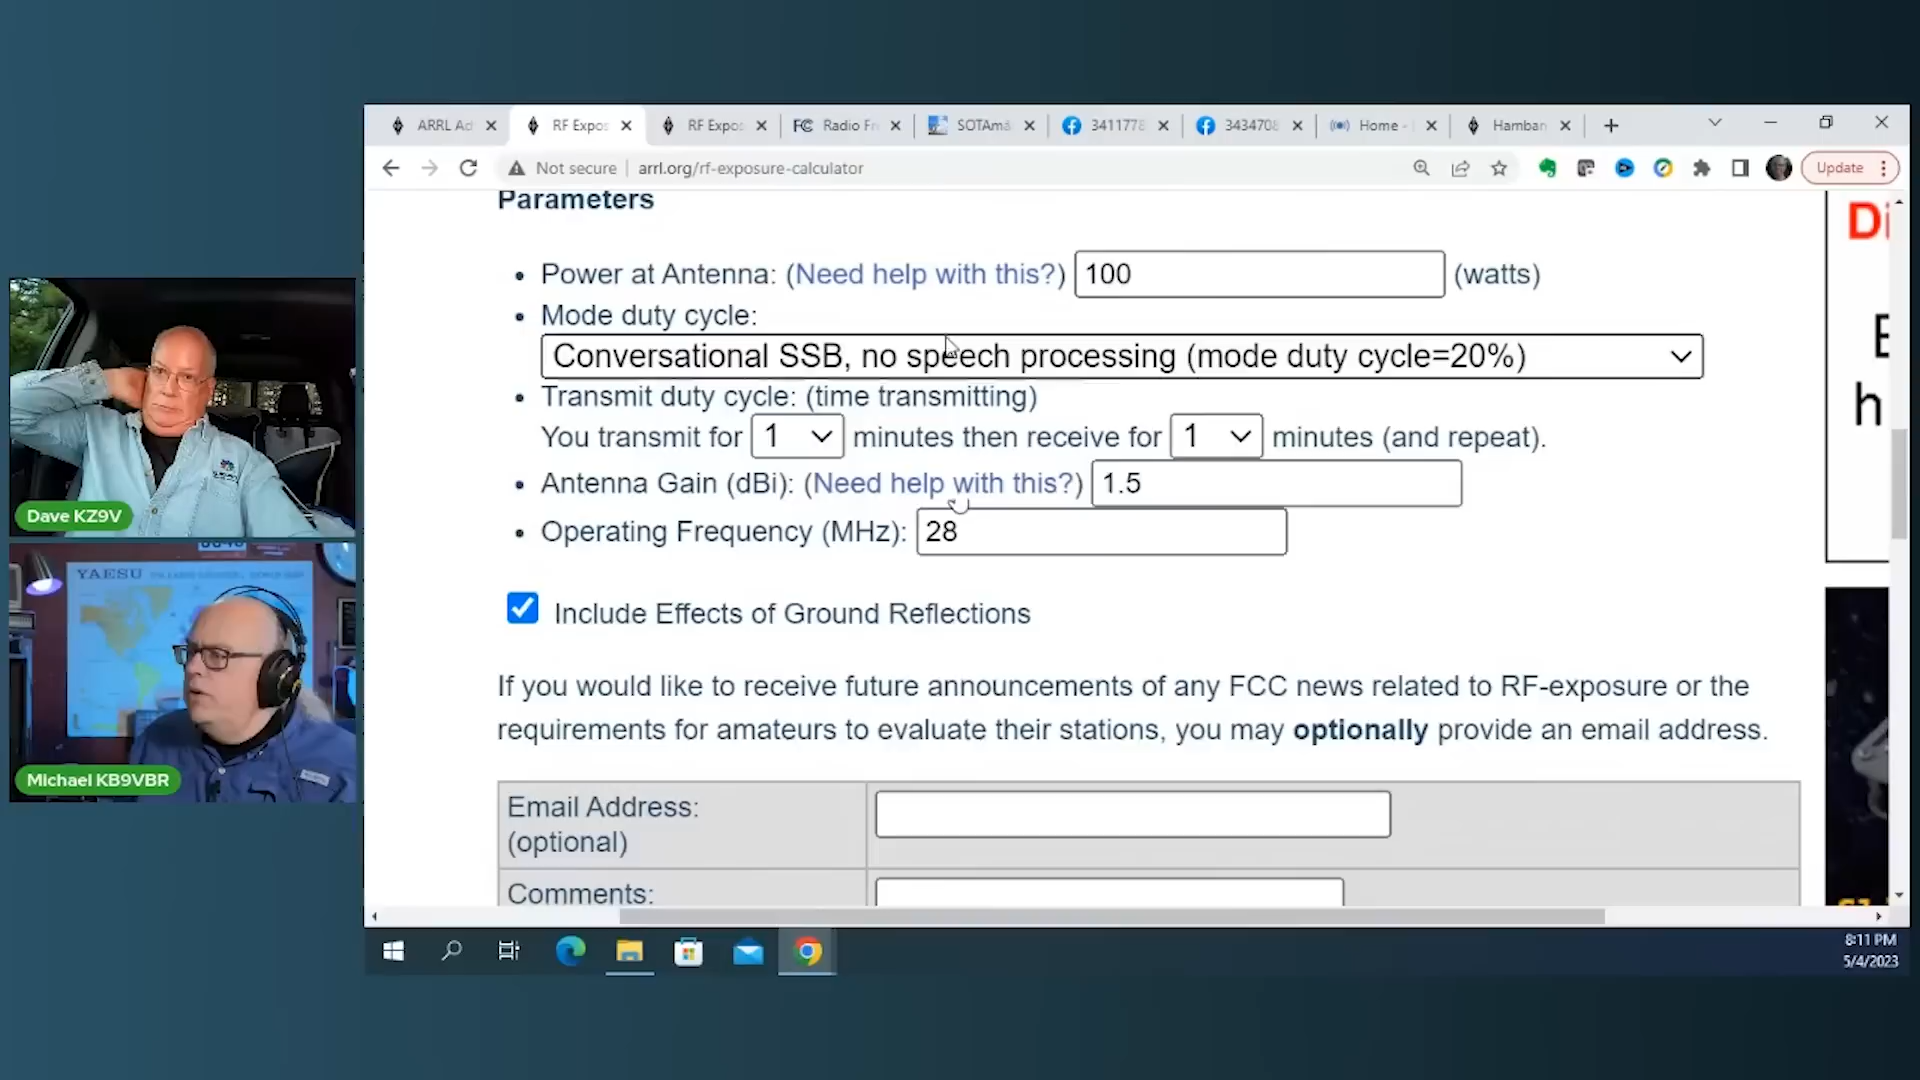 ARRL Ad
RF Expos
RF Expos
FC Radio Fr
SOTAma
3411778
3434708
Home -
Hamban
Not secure
arrl.org/rf-exposure-calculator
Update
Parameters
Power at Antenna: (Need help with this?) 100 (watts)
Mode duty cycle:
Conversational SSB, no speech processing (mode duty cycle=20%)
Transmit duty cycle: (time transmitting)
You transmit for 1 minutes then receive for 1 minutes (and repeat).
Antenna Gain (dBi): (Need help with this?) 1.5
Operating Frequency (MHz): 28
Include Effects of Ground Reflections
If you would like to receive future announcements of any FCC news related to RF-exposure or the
requirements for amateurs to evaluate their stations, you may optionally provide an email address.
Email Address:
(optional)
Comments:
Di
E
h
Dave KZ9V
YAESU
Michael KB9VBR
8:11 PM
5/4/2023